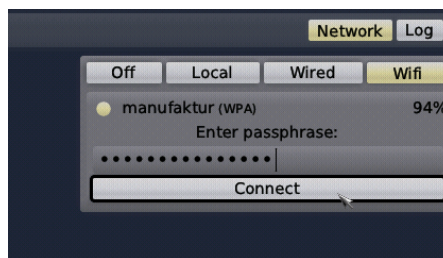 Network Log
Off Local Wired Wifi
manufaktur (WPA) 94%
Enter passphrase:
•••••••••••••••
Connect